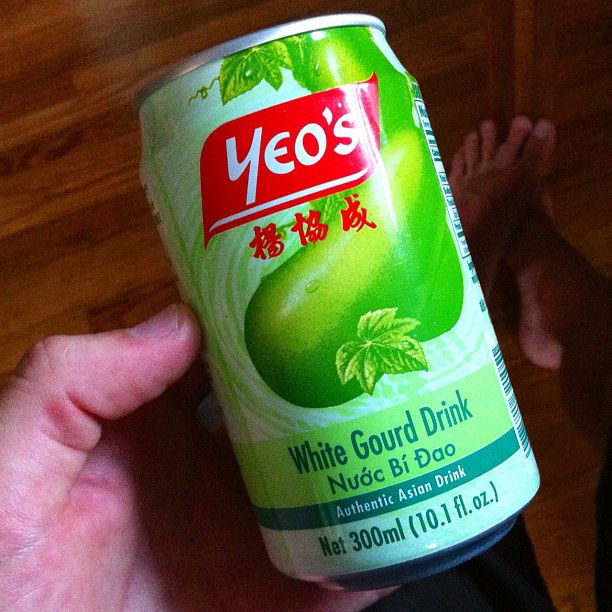 Yeo's
楊協成
White Gourd Drink
Nước Bí Đao
Authentic Asian Drink
Net 300ml (10.1 fl.oz.)